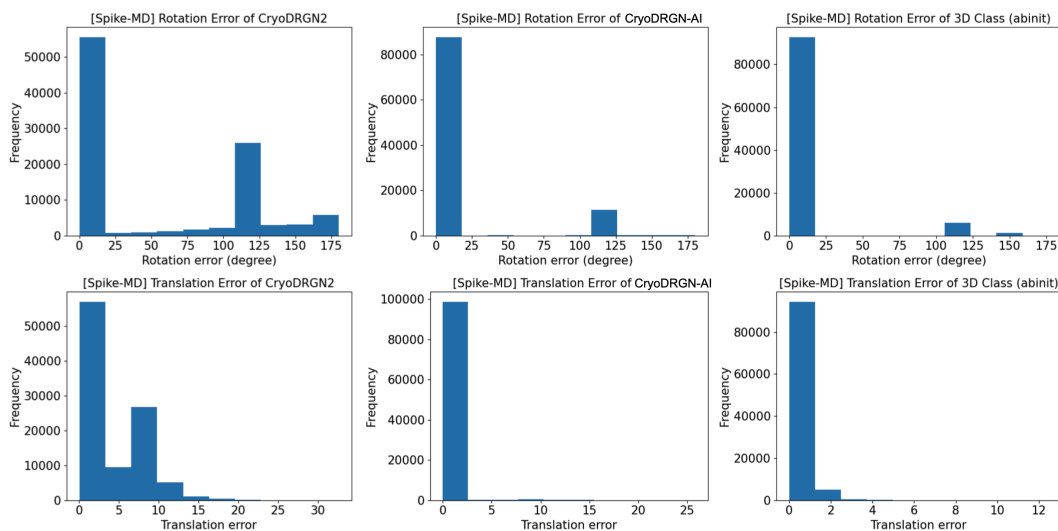 [Spike-MD] Rotation Error of CryoDRGN2
50000
40000
30000
20000
10000
0
Frequency
0 25 50 75 100 125 150 175
Rotation error (degree)
[Spike-MD] Rotation Error of CryoDRGN-AI
80000
60000
40000
20000
0
Frequency
0 25 50 75 100 125 150 175
Rotation error (degree)
[Spike-MD] Rotation Error of 3D Class (abinit)
80000
60000
40000
20000
0
Frequency
0 25 50 75 100 125 150 175
Rotation error (degree)
[Spike-MD] Translation Error of CryoDRGN2
50000
40000
30000
20000
10000
0
Frequency
0 5 10 15 20 25 30
Translation error
[Spike-MD] Translation Error of CryoDRGN-AI
100000
80000
60000
40000
20000
0
Frequency
0 5 10 15 20 25
Translation error
[Spike-MD] Translation Error of 3D Class (abinit)
80000
60000
40000
20000
0
Frequency
0 2 4 6 8 10 12
Translation error